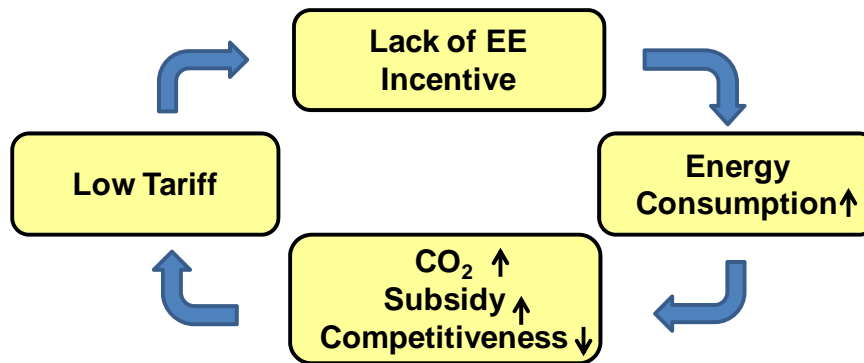 Lack of EE
Incentive
Low Tariff
Energy
Consumption↑
CO₂ ↑
Subsidy↑
Competitiveness↓